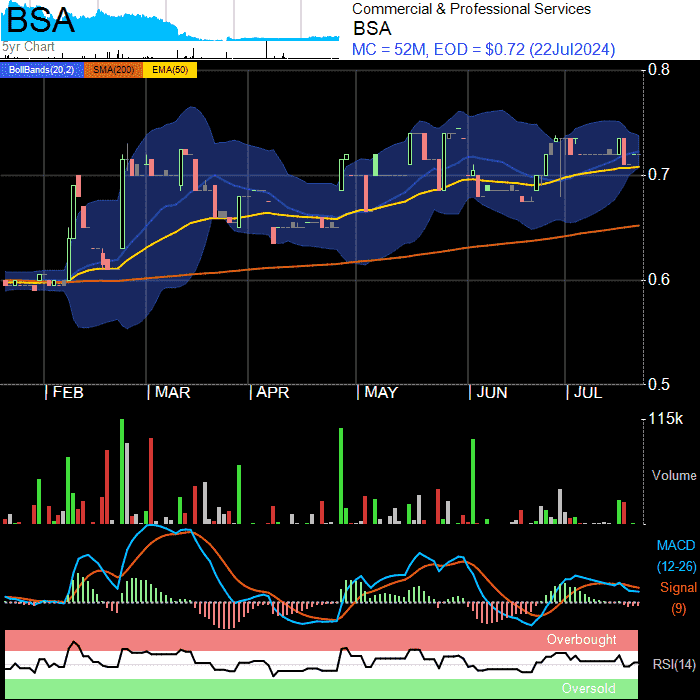 BSA
5yr Chart
Commercial & Professional Services
BSA
MC = 52M, EOD = $0.72 (22Jul2024)
BollBands(20,2) SMA(200) EMA(50)
0.8
0.7
0.6
0.5
FEB MAR APR MAY JUN JUL
115k
Volume
MACD
(12-26)
Signal
(9)
Overbought
RSI(14)
Oversold